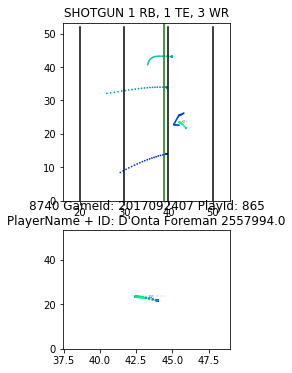 SHOTGUN 1 RB, 1 TE, 3 WR
50
40
30
20
10
0
20 30 40 50
8740 GameId: 2017092407 PlayId: 865
PlayerName + ID: D'Onta Foreman 2557994.0
40
20
0
37.5 40.0 42.5 45.0 47.5